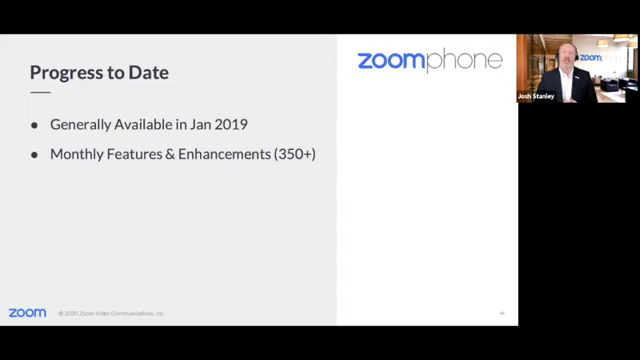 Progress to Date
● Generally Available in Jan 2019
● Monthly Features & Enhancements (350+)
zoomphone
zoomphone
Josh Stanley
zoom
© 2020 Zoom Video Communications, Inc.